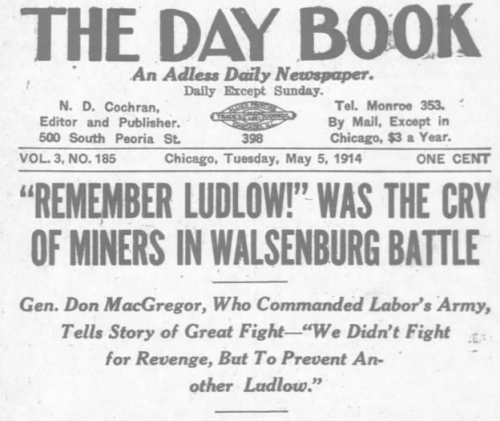 THE DAY BOOK
An Adless Daily Newspaper.
Daily Except Sunday.
N. D. Cochran,
Editor and Publisher.
500 South Peoria St.
398
Tel. Monroe 353.
By Mail, Except in
Chicago, $3 a Year.
VOL. 3, NO. 185 Chicago, Tuesday, May 5, 1914 ONE CENT
"REMEMBER LUDLOW!" WAS THE CRY
OF MINERS IN WALSENBURG BATTLE
Gen. Don MacGregor, Who Commanded Labor's Army,
Tells Story of Great Fight—"We Didn't Fight
for Revenge, But To Prevent An-
other Ludlow."